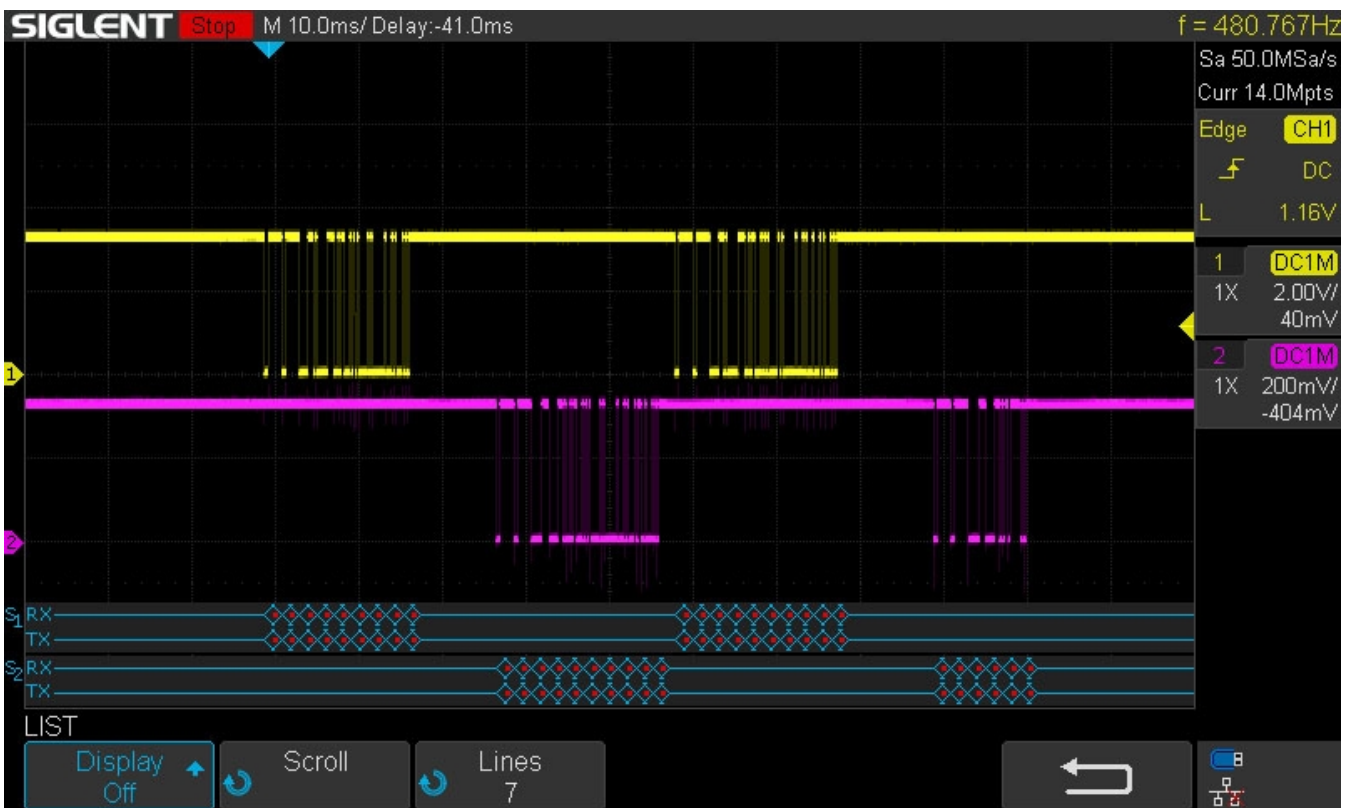 SIGLENT Stop M 10.0ms/ Delay:-41.0ms f = 480.767Hz
Sa 50.0MSa/s
Curr 14.0Mpts
Edge CH1
DC
L 1.16V
1 DC1M
1X 2.00V/
40mV
2 DC1M
1X 200mV/
-404mV
1
2
S1 RX
TX
S2 RX
TX
LIST
Display Scroll Lines
Off 7